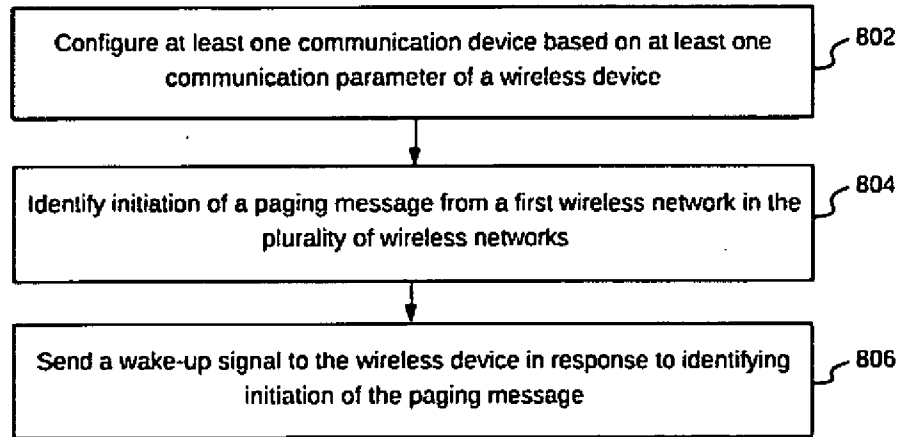 Configure at least one communication device based on at least one
communication parameter of a wireless device
802
Identify initiation of a paging message from a first wireless network in the
plurality of wireless networks
804
Send a wake-up signal to the wireless device in response to identifying
initiation of the paging message
806